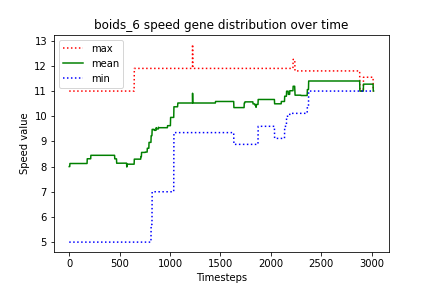 boids_6 speed gene distribution over time
13
12
11
10
9
8
7
6
5
Speed value
max
mean
min
0 500 1000 1500 2000 2500 3000
Timesteps